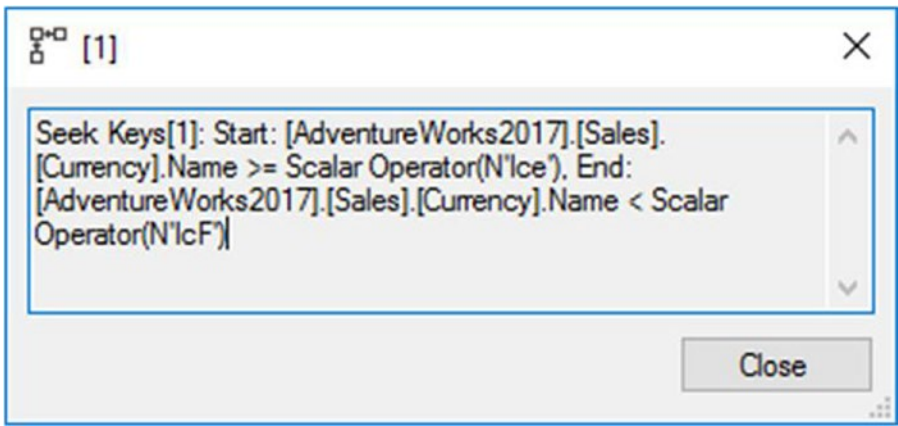 [1]
Seek Keys[1]: Start: [AdventureWorks2017].[Sales].
[Currency].Name >= Scalar Operator(N'Ice'), End:
[AdventureWorks2017].[Sales].[Currency].Name < Scalar
Operator(N'IcF')
Close